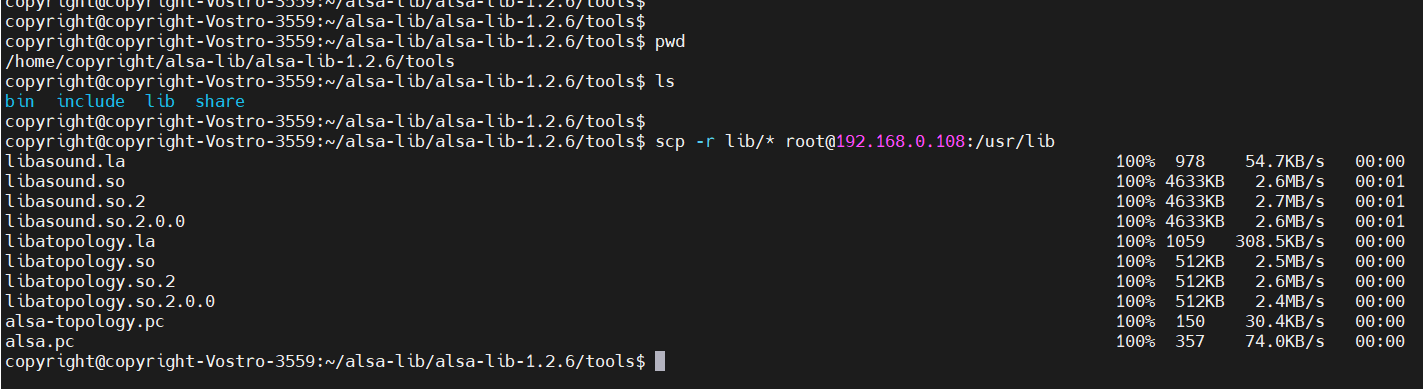 copyright@copyright-Vostro-3559:~/alsa-lib/alsa-lib-1.2.6/tools$
copyright@copyright-Vostro-3559:~/alsa-lib/alsa-lib-1.2.6/tools$
copyright@copyright-Vostro-3559:~/alsa-lib/alsa-lib-1.2.6/tools$ pwd
/home/copyright/alsa-lib/alsa-lib-1.2.6/tools
copyright@copyright-Vostro-3559:~/alsa-lib/alsa-lib-1.2.6/tools$ ls
bin include lib share
copyright@copyright-Vostro-3559:~/alsa-lib/alsa-lib-1.2.6/tools$
copyright@copyright-Vostro-3559:~/alsa-lib/alsa-lib-1.2.6/tools$ scp -r lib/* root@192.168.0.108:/usr/lib
libasound.la 100% 978 54.7KB/s 00:00
libasound.so 100% 4633KB 2.6MB/s 00:01
libasound.so.2 100% 4633KB 2.7MB/s 00:01
libasound.so.2.0.0 100% 4633KB 2.6MB/s 00:01
libatopology.la 100% 1059 308.5KB/s 00:00
libatopology.so 100% 512KB 2.5MB/s 00:00
libatopology.so.2 100% 512KB 2.6MB/s 00:00
libatopology.so.2.0.0 100% 512KB 2.4MB/s 00:00
alsa-topology.pc 100% 150 30.4KB/s 00:00
alsa.pc 100% 357 74.0KB/s 00:00
copyright@copyright-Vostro-3559:~/alsa-lib/alsa-lib-1.2.6/tools$